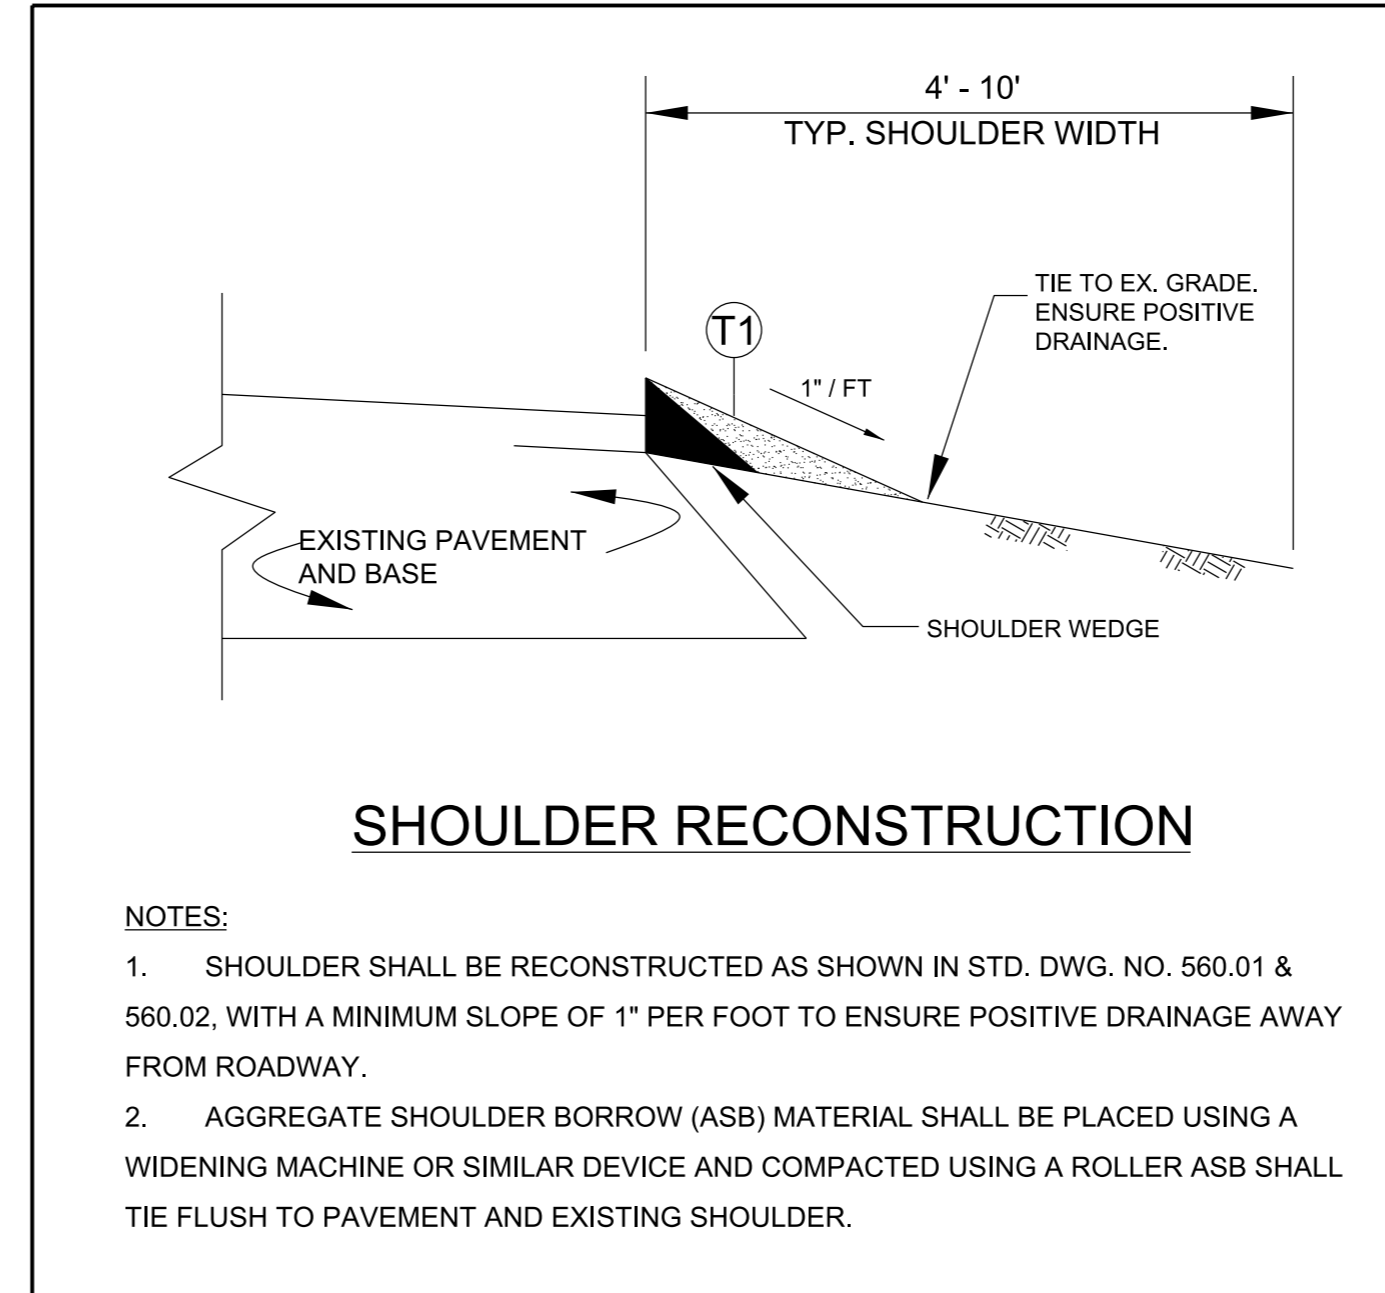 4' - 10'
TYP. SHOULDER WIDTH
TIE TO EX. GRADE.
ENSURE POSITIVE
DRAINAGE.
T1
1" / FT
EXISTING PAVEMENT
AND BASE
SHOULDER WEDGE
SHOULDER RECONSTRUCTION
NOTES:
1. SHOULDER SHALL BE RECONSTRUCTED AS SHOWN IN STD. DWG. NO. 560.01 &
560.02, WITH A MINIMUM SLOPE OF 1" PER FOOT TO ENSURE POSITIVE DRAINAGE AWAY
FROM ROADWAY.
2. AGGREGATE SHOULDER BORROW (ASB) MATERIAL SHALL BE PLACED USING A
WIDENING MACHINE OR SIMILAR DEVICE AND COMPACTED USING A ROLLER ASB SHALL
TIE FLUSH TO PAVEMENT AND EXISTING SHOULDER.